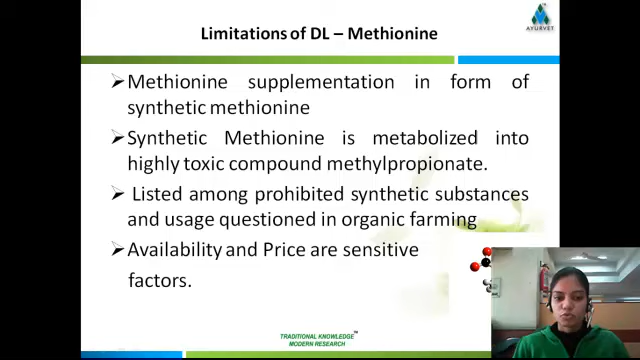 AYURVET
Limitations of DL – Methionine
➢Methionine supplementation in form of
synthetic methionine
➢Synthetic Methionine is metabolized into
highly toxic compound methylpropionate.
➢ Listed among prohibited synthetic substances
and usage questioned in organic farming
➢Availability and Price are sensitive
factors.
TRADITIONAL KNOWLEDGE™
MODERN RESEARCH